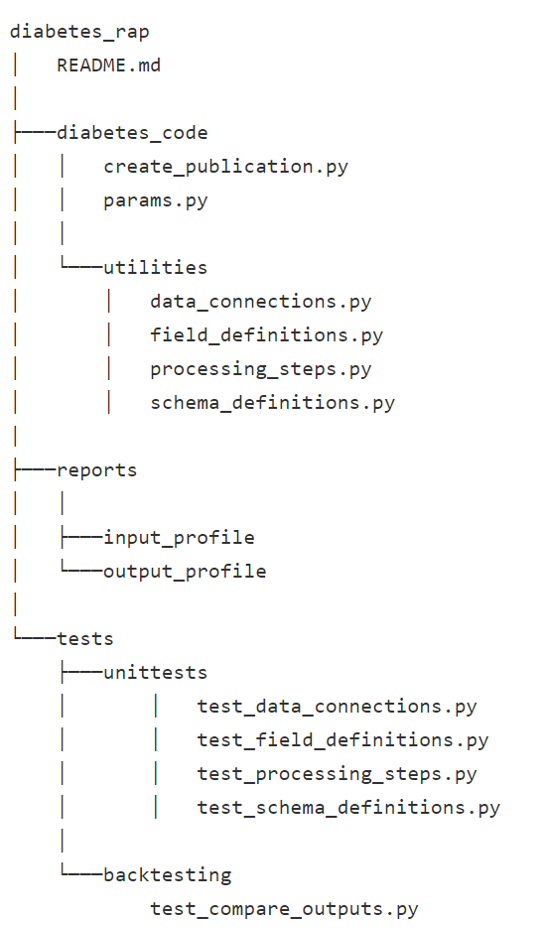 diabetes_rap
│   README.md
│
├───diabetes_code
│   │   create_publication.py
│   │   params.py
│   │
│   └───utilities
│       │   data_connections.py
│       │   field_definitions.py
│       │   processing_steps.py
│       │   schema_definitions.py
│
├───reports
│   │
│   ├───input_profile
│   └───output_profile
│
└───tests
    ├───unittests
    │       │   test_data_connections.py
    │       │   test_field_definitions.py
    │       │   test_processing_steps.py
    │       │   test_schema_definitions.py
    │
    └───backtesting
            test_compare_outputs.py